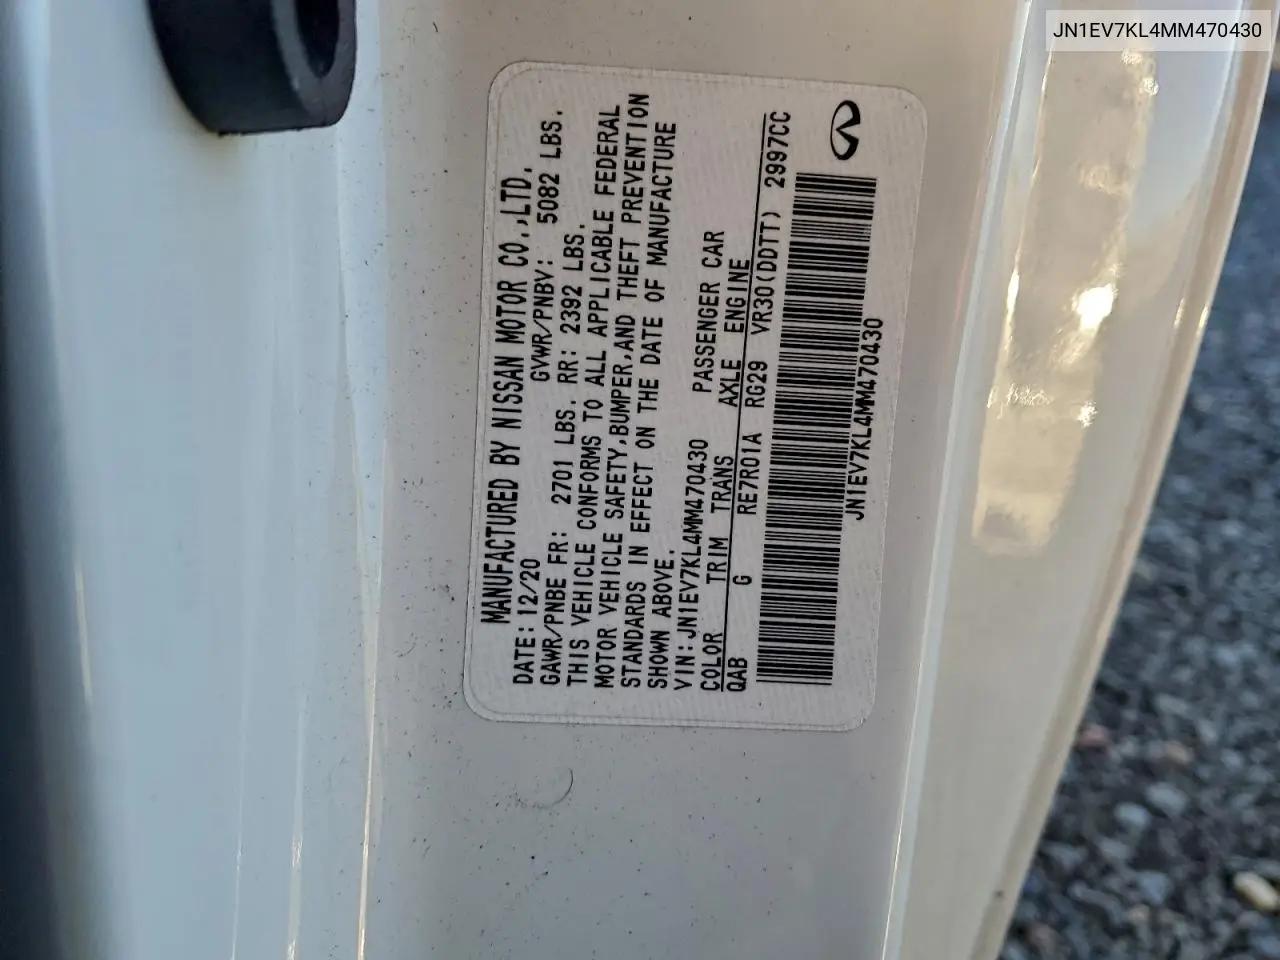 JN1EV7KL4MM470430
MANUFACTURED BY NISSAN MOTOR CO.,LTD.
DATE: 12/20 GVWR/PNBV: 5082 LBS.
GAWR/PNBE FR: 2701 LBS. RR: 2392 LBS.
THIS VEHICLE CONFORMS TO ALL APPLICABLE FEDERAL
MOTOR VEHICLE SAFETY,BUMPER,AND THEFT PREVENTION
STANDARDS IN EFFECT ON THE DATE OF MANUFACTURE
SHOWN ABOVE.
VIN:JN1EV7KL4MM470430 PASSENGER CAR
COLOR TRIM TRANS AXLE ENGINE
QAB G RE7R01A RG29 VR30(DDTT) 2997CC
JN1EV7KL4MM470430